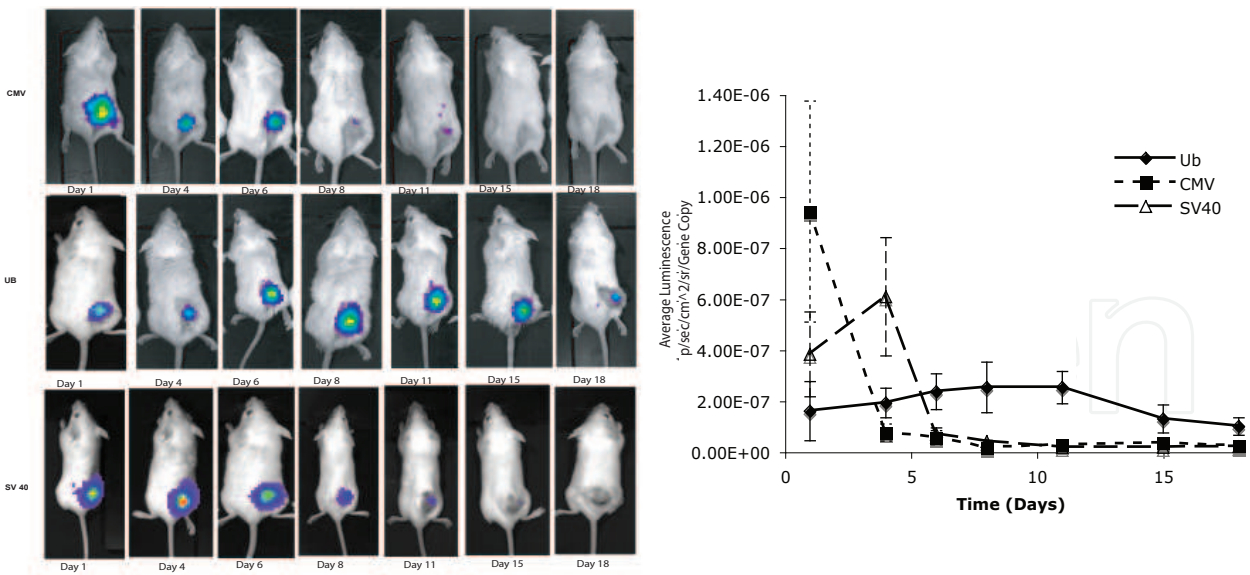 CMV
Day 1 Day 4 Day 6 Day 8 Day 11 Day 15 Day 18
UB
Day 1 Day 4 Day 6 Day 8 Day 11 Day 15 Day 18
SV 40
Day 1 Day 4 Day 6 Day 8 Day 11 Day 15 Day 18
Average Luminescence
p/sec/cm^2/sr/Gene Copy
1.40E-06
1.20E-06
1.00E-06
8.00E-07
6.00E-07
4.00E-07
2.00E-07
0.00E+00
0 5 10 15
Time (Days)
Ub
CMV
SV40
n